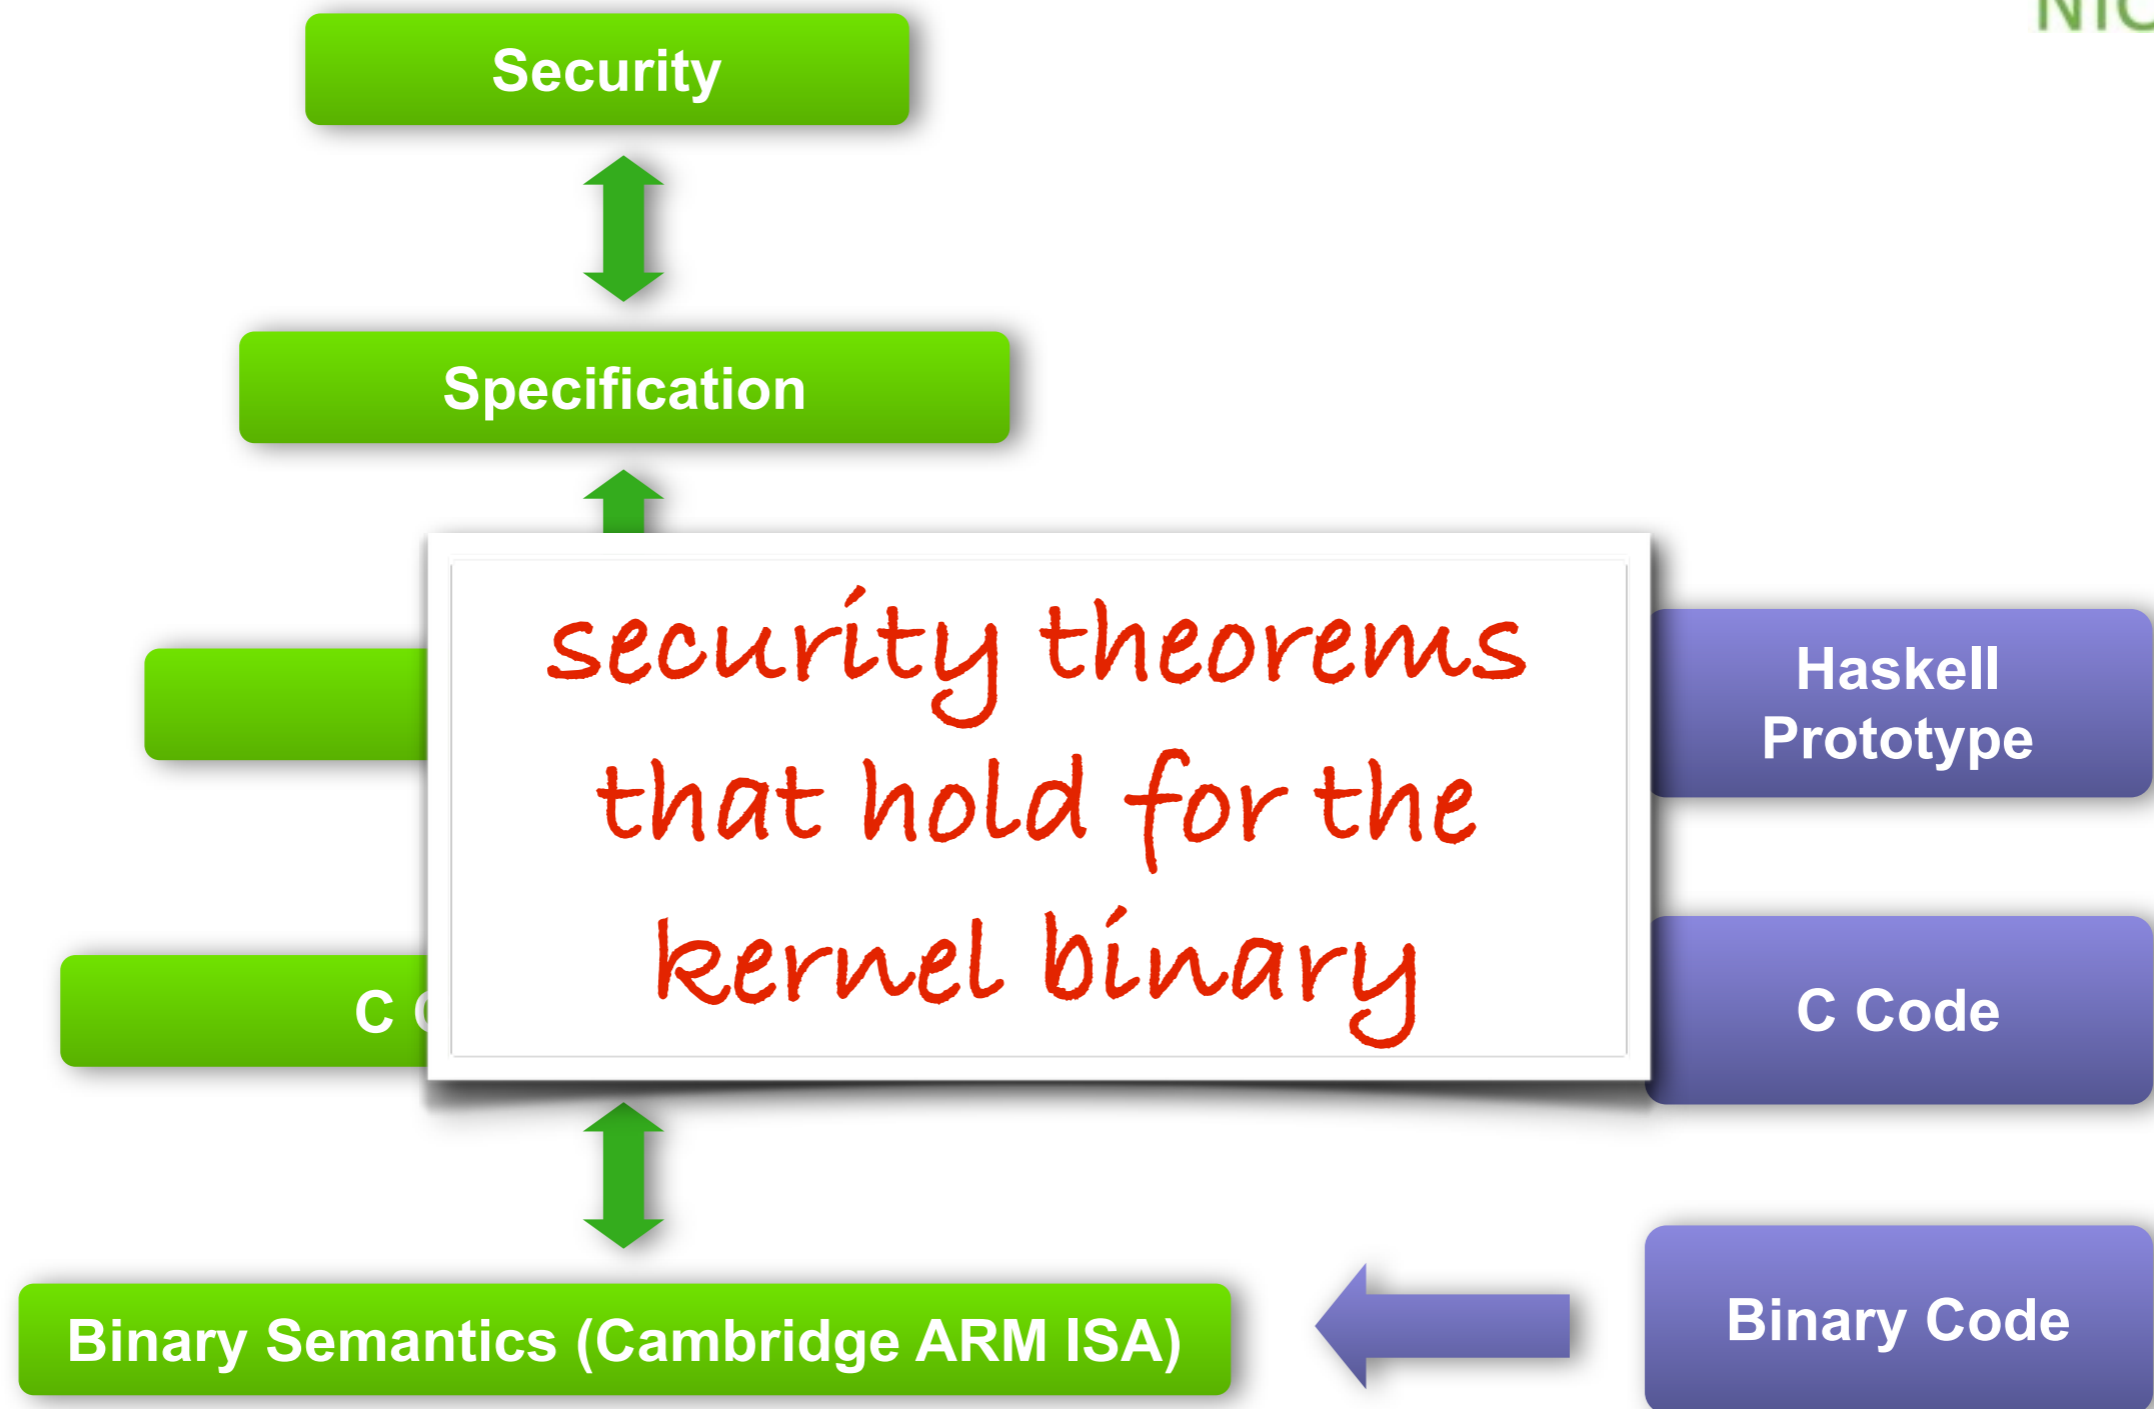 Security
Specification
security theorems
that hold for the
kernel binary
Haskell
Prototype
C
C Code
Binary Semantics (Cambridge ARM ISA)
Binary Code